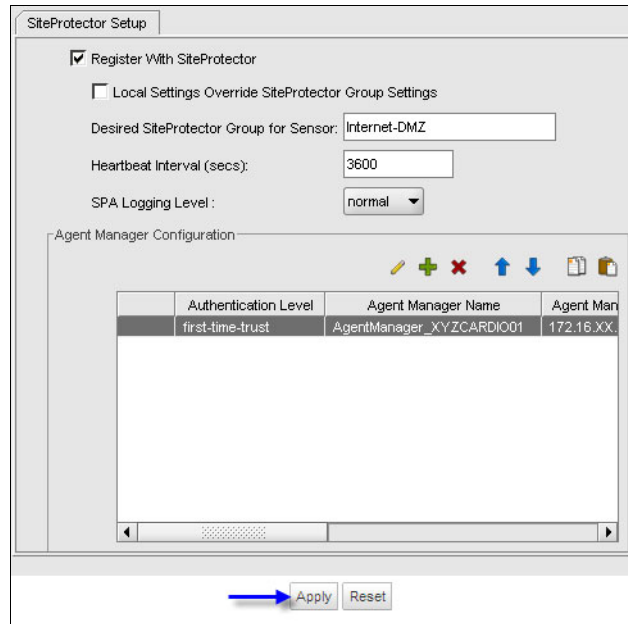 SiteProtector Setup
Register With SiteProtector
Local Settings Override SiteProtector Group Settings
Desired SiteProtector Group for Sensor: Internet-DMZ
Heartbeat Interval (secs): 3600
SPA Logging Level : normal
Agent Manager Configuration
Authentication Level Agent Manager Name Agent Man
first-time-trust AgentManager_XYZCARDIO01 172.16.XX.
Apply Reset